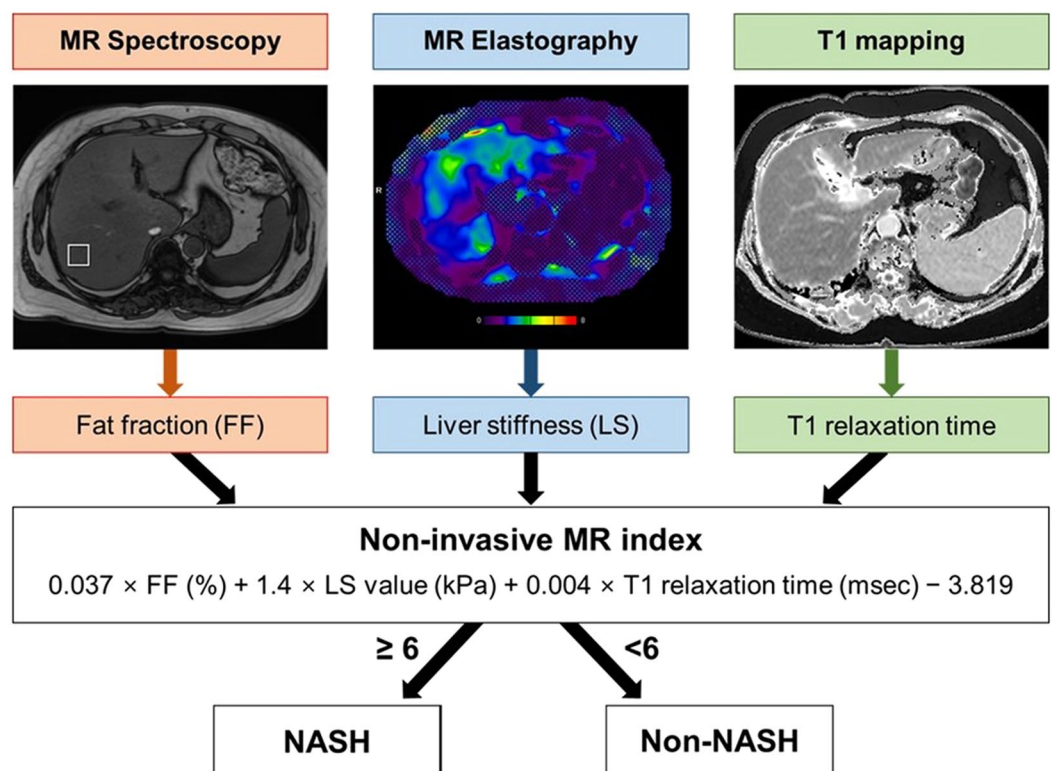 MR Spectroscopy
MR Elastography
T1 mapping
R
0
8
Fat fraction (FF)
Liver stiffness (LS)
T1 relaxation time
Non-invasive MR index
0.037 × FF (%) + 1.4 × LS value (kPa) + 0.004 × T1 relaxation time (msec) − 3.819
≥ 6
<6
NASH
Non-NASH